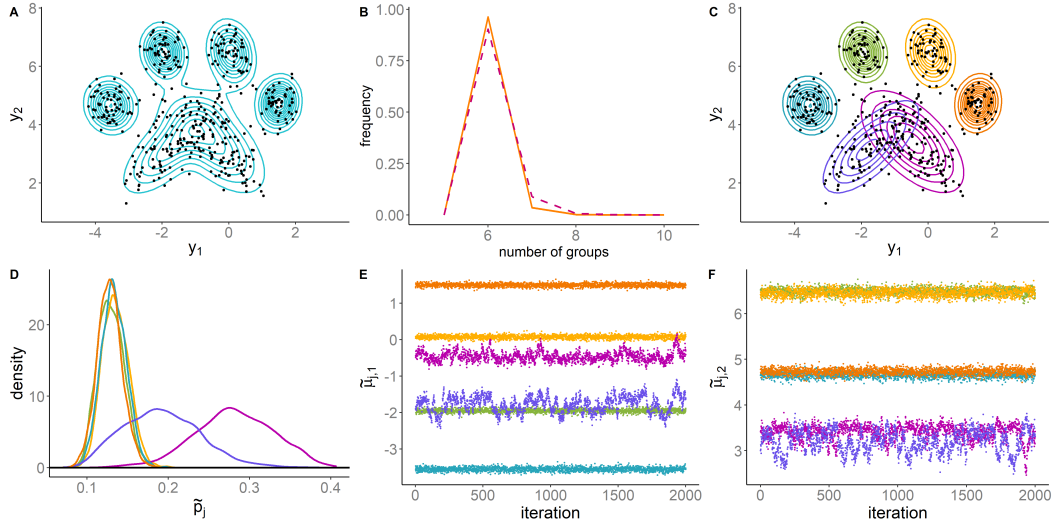 A
8
6
4
2
y₂
-4
-2
0
2
y₁
B
1.00
0.75
0.50
0.25
0.00
frequency
6
8
10
number of groups
C
8
6
4
2
y₂
-4
-2
0
2
y₁
D
20
10
0
density
0.1
0.2
0.3
0.4
p̃ⱼ
E
1
0
-1
-2
-3
μ̃ⱼ,₁
0
500
1000
1500
2000
iteration
F
6
5
4
3
μ̃ⱼ,₂
0
500
1000
1500
2000
iteration